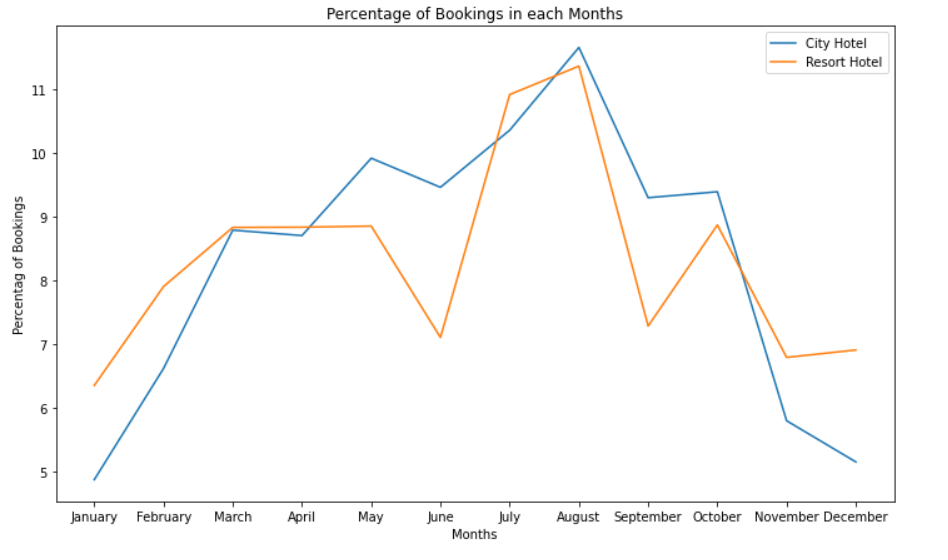 Percentage of Bookings in each Months
City Hotel
Resort Hotel
Percentag of Bookings
11
10
9
8
7
6
5
January February March April May June July August September October November December
Months